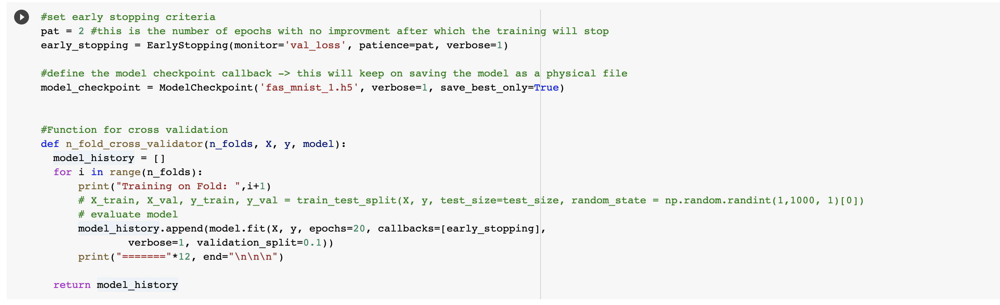 #set early stopping criteria
pat = 2 #this is the number of epochs with no improvment after which the training will stop
early_stopping = EarlyStopping(monitor='val_loss', patience=pat, verbose=1)
#define the model checkpoint callback -> this will keep on saving the model as a physical file
model_checkpoint = ModelCheckpoint('fas_mnist_1.h5', verbose=1, save_best_only=True)
#Function for cross validation
def n_fold_cross_validator(n_folds, X, y, model):
  model_history = []
  for i in range(n_folds):
      print("Training on Fold: ",i+1)
      # X_train, X_val, y_train, y_val = train_test_split(X, y, test_size=test_size, random_state = np.random.randint(1,1000, 1)[0])
      # evaluate model
      model_history.append(model.fit(X, y, epochs=20, callbacks=[early_stopping],
              verbose=1, validation_split=0.1))
      print("======="*12, end="\n\n\n")
  return model_history